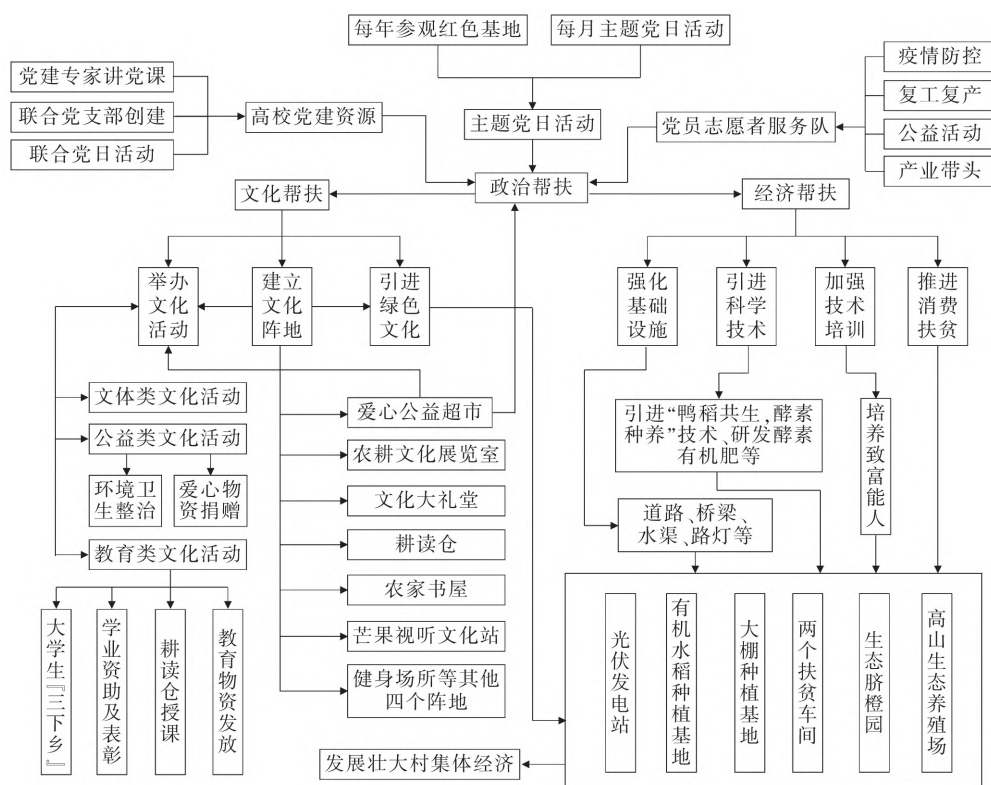 每年参观红色基地
每月主题党日活动
党建专家讲党课
联合党支部创建
联合党日活动
高校党建资源
主题党日活动
党员志愿者服务队
疫情防控
复工复产
公益活动
产业带头
文化帮扶
政治帮扶
经济帮扶
举办
文化
活动
建立
文化
阵地
引进
绿色
文化
强化
基础
设施
引进
科学
技术
加强
技术
培训
推进
消费
扶贫
文体类文化活动
公益类文化活动
环境卫
生整治
爱心物
资捐赠
教育类文化活动
大学生『三下乡』
学业资助及表彰
耕读仓授课
教育物资发放
爱心公益超市
农耕文化展览室
文化大礼堂
耕读仓
农家书屋
芒果视听文化站
健身场所等其他
四个阵地
引进“鸭稻共生,酵素
种养”技术、研发酵素
有机肥等
培养致富能人
道路、桥梁、
水渠、路灯等
光伏发电站
有机水稻种植基地
大棚种植基地
两个扶贫车间
生态脐橙园
高山生态养殖场
发展壮大村集体经济